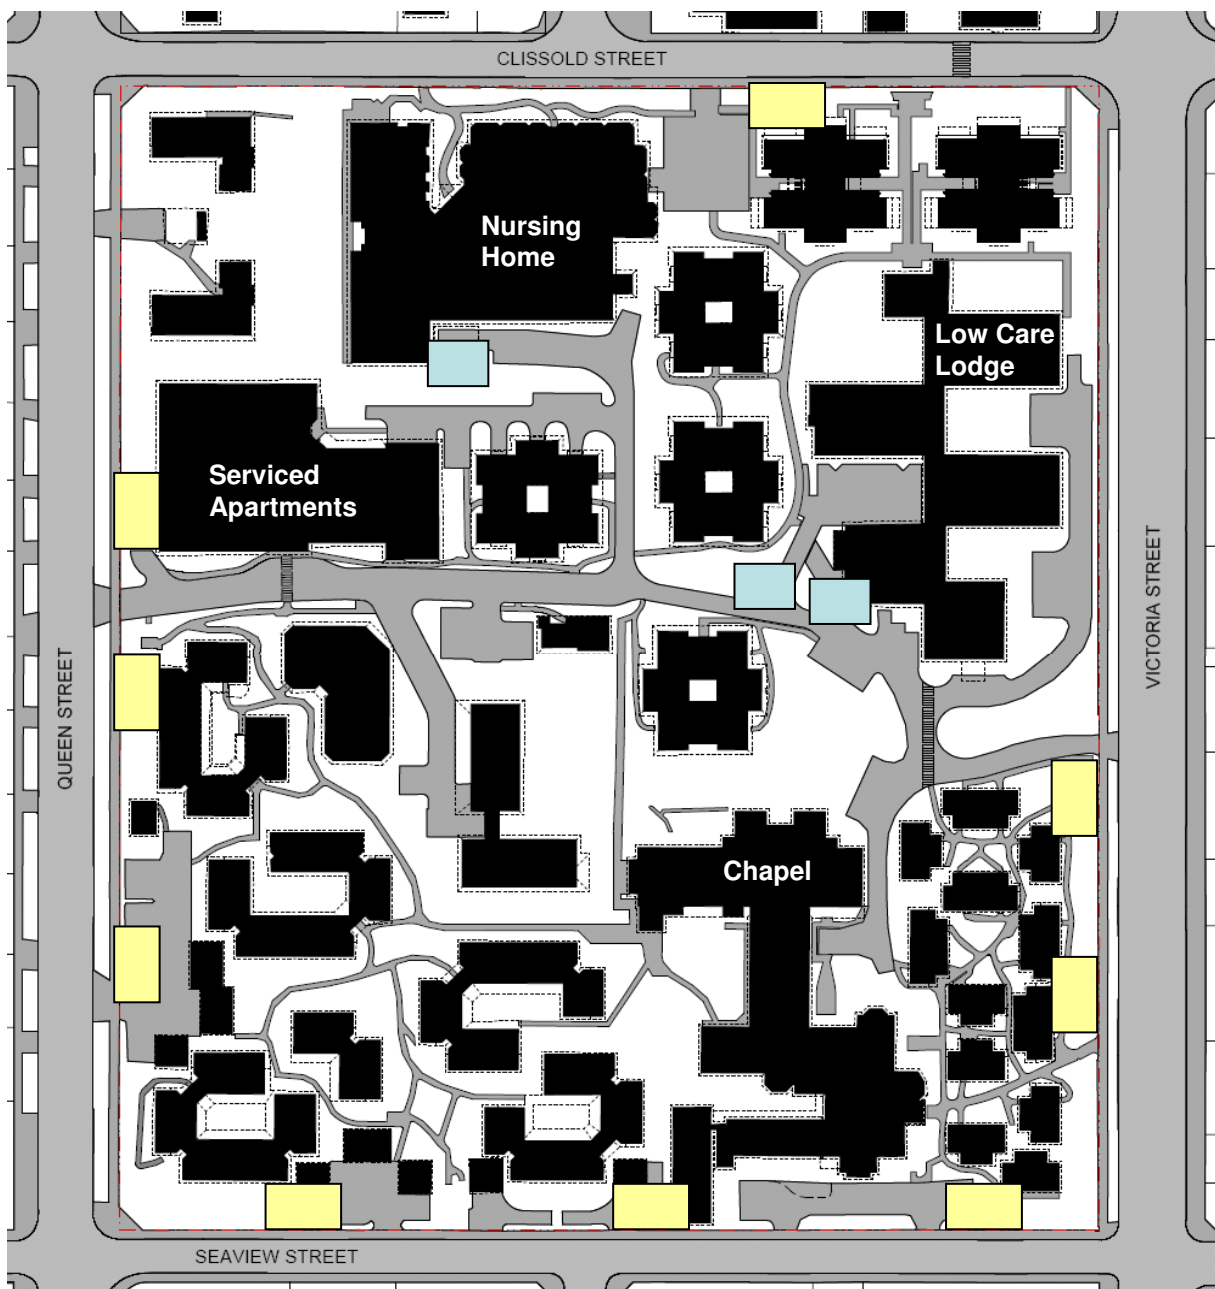 CLISSOLD STREET
Nursing
Home
Low Care
Lodge
Serviced
Apartments
VICTORIA STREET
QUEEN STREET
Chapel
SEAVIEW STREET